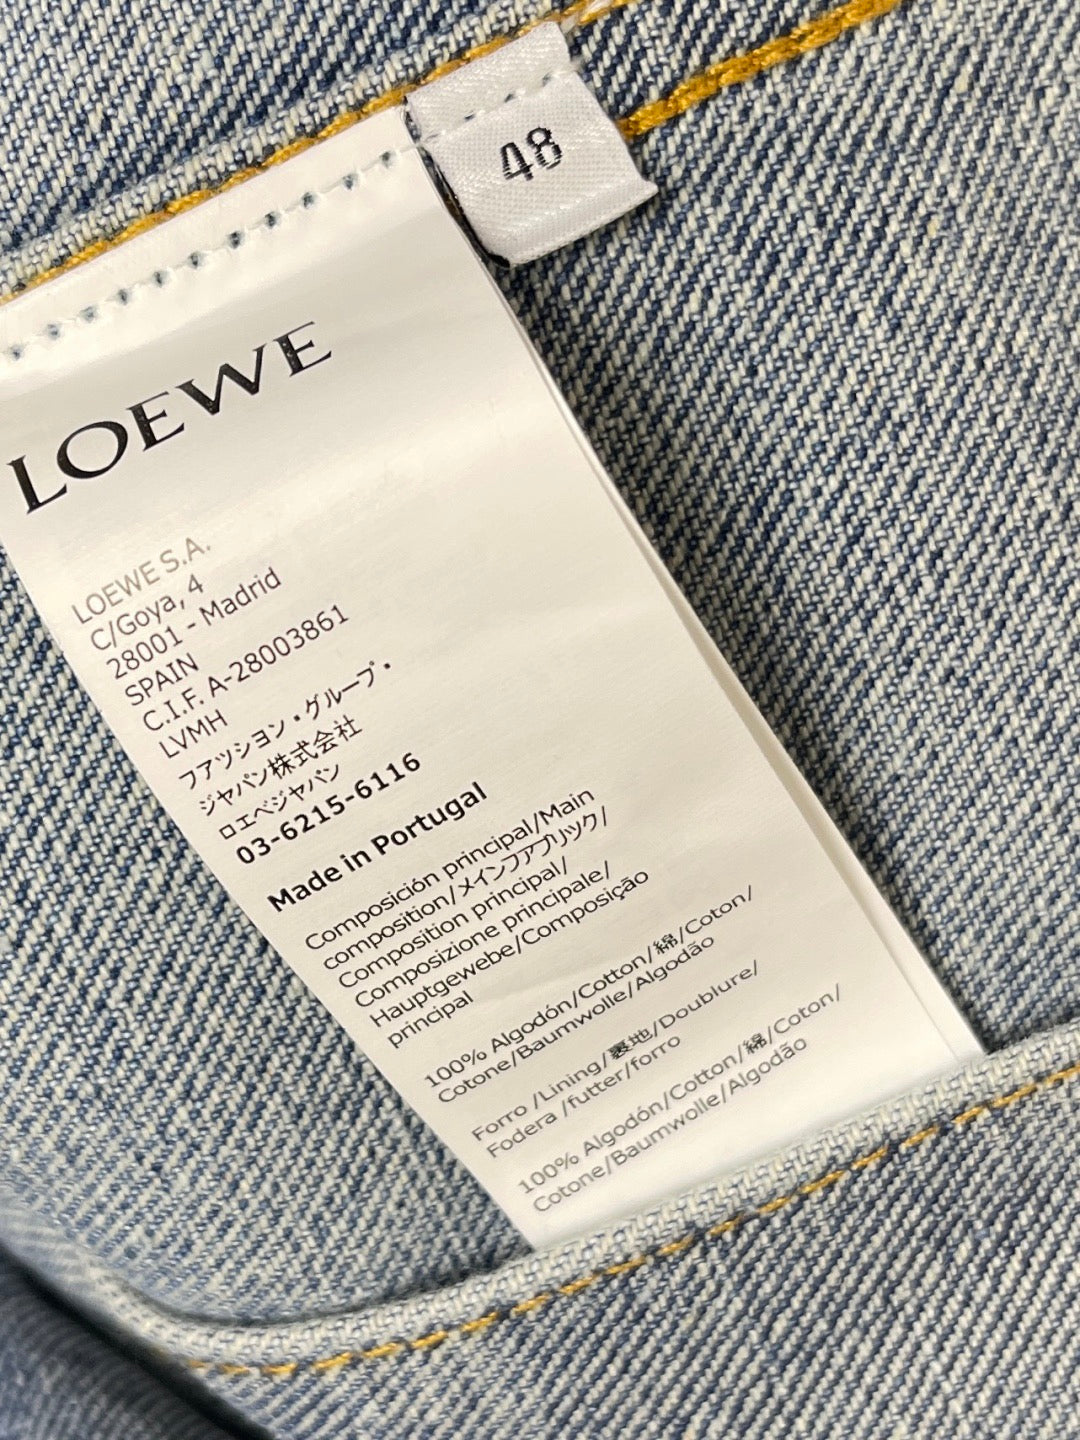 48
LOEWE
LOEWE S.A.
C/Goya, 4
28001 - Madrid
SPAIN
C.I.F. A-28003861
LVMH
フアツション・グループ・
ジヤパン株式会社
ロエベジャパン
03-6215-6116
Made in Portugal
Composición principal/Main
composition/メインファブリック/
Composition principal/
Composizione principale/
Hauptgewebe/Composição
principal
100% Algodón/Cotton/綿/Coton/
Cotone/Baumwolle/Algodão
Forro /Lining/裏地/Doublure/
Fodera /futter/forro
100% Algodón/Cotton/綿/Coton/
Cotone/Baumwolle/Algodão